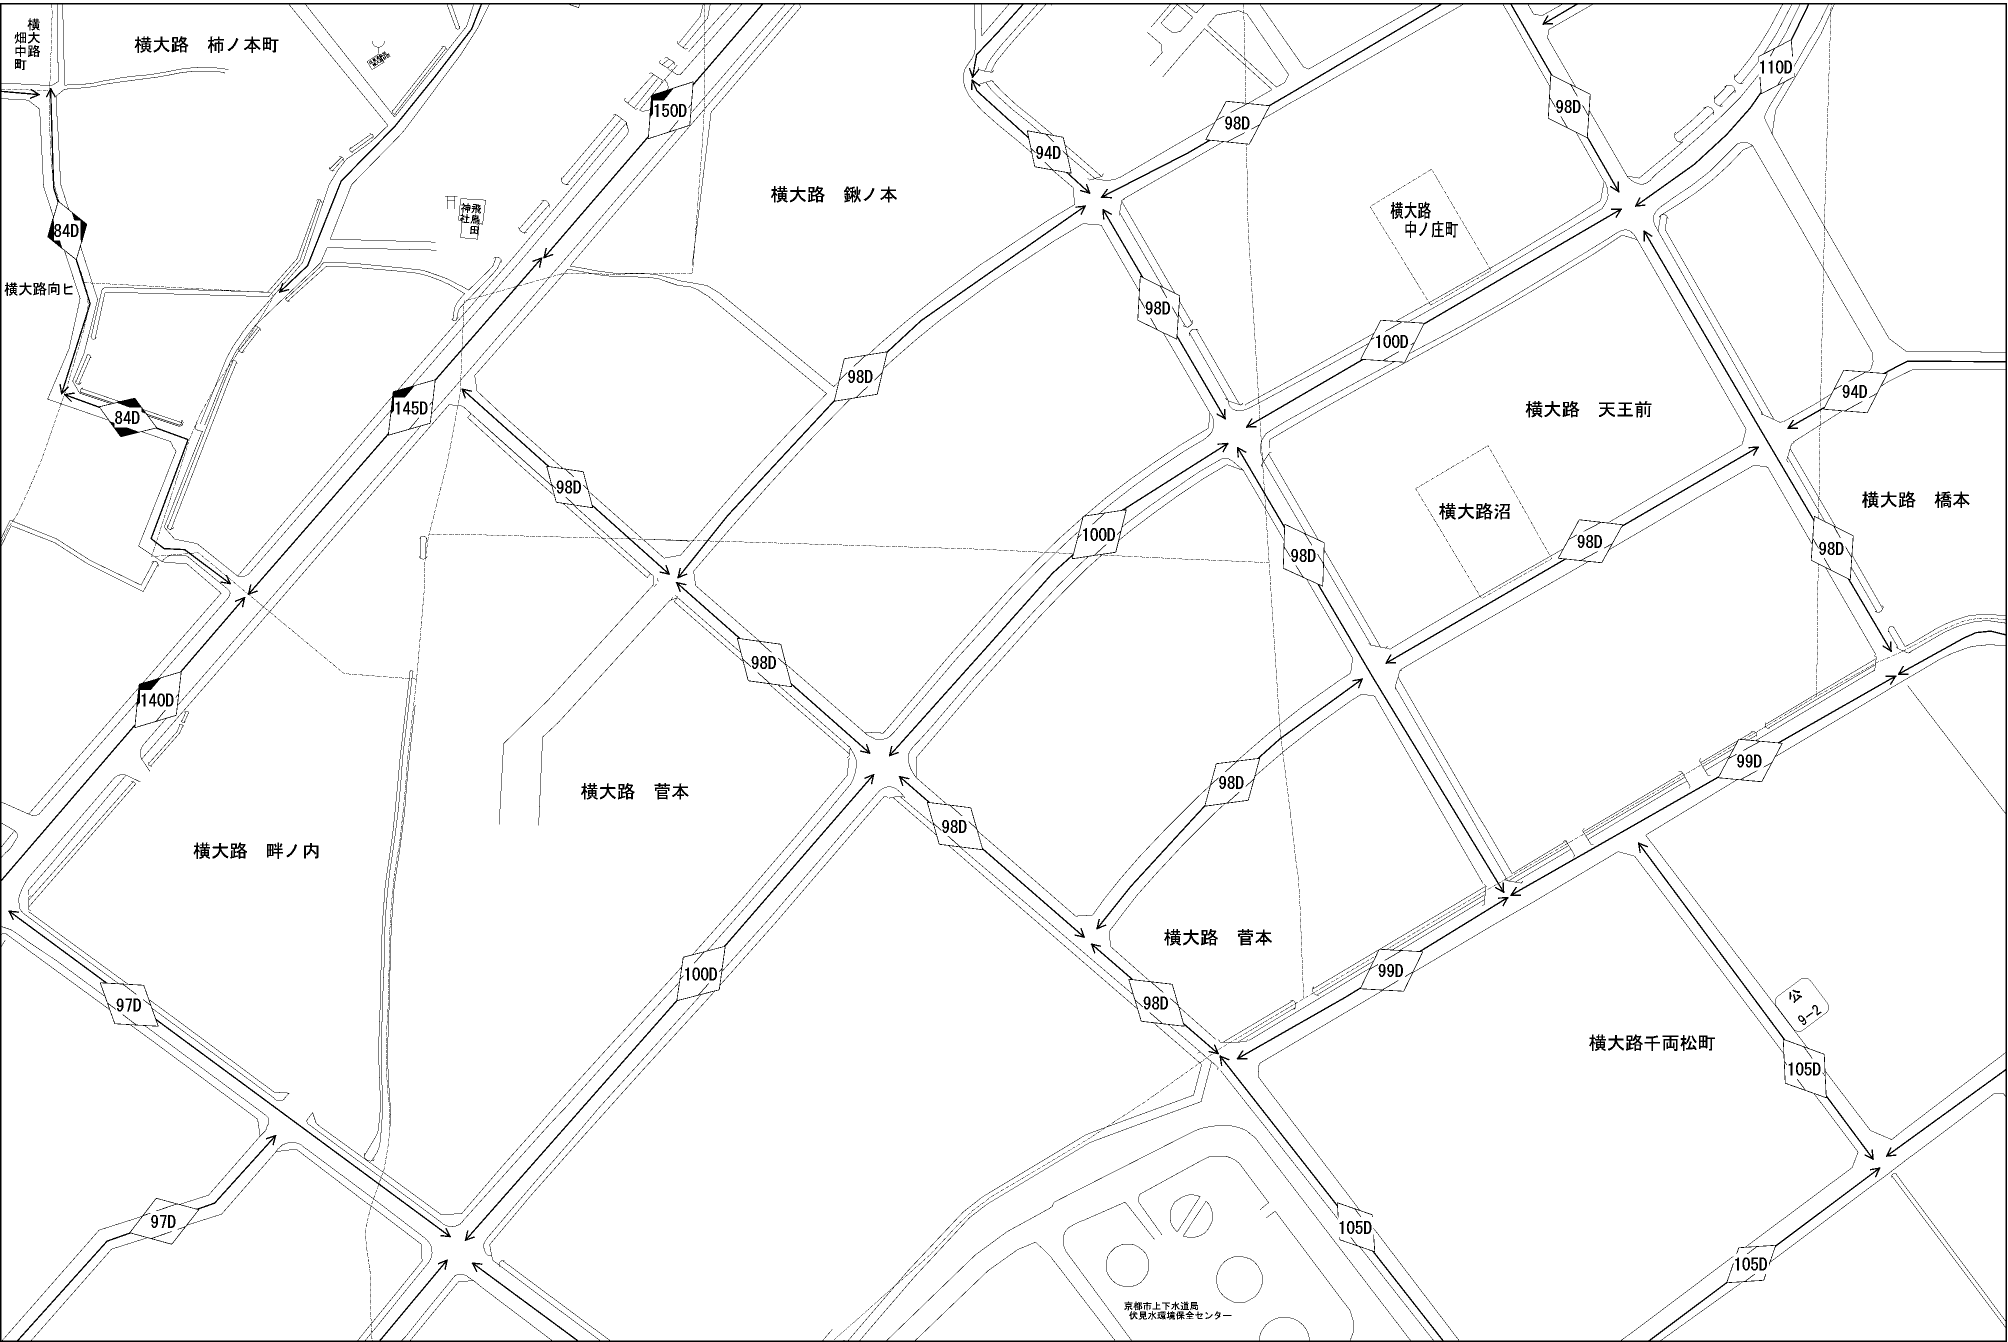 横大路
畑中町
横大路　柿ノ本町
110D
150D
98D
98D
94D
横大路　鍬ノ本
飛鳥田
神社
横大路
中ノ庄町
84D
横大路向ヒ
98D
100D
98D
94D
84D
145D
横大路　天王前
98D
横大路　橋本
横大路沼
100D
98D
98D
98D
98D
140D
99D
98D
横大路　菅本
98D
横大路　畔ノ内
横大路　菅本
99D
100D
公
9-2
97D
98D
横大路千両松町
105D
97D
105D
105D
京都市上下水道局
伏見水環境保全センター